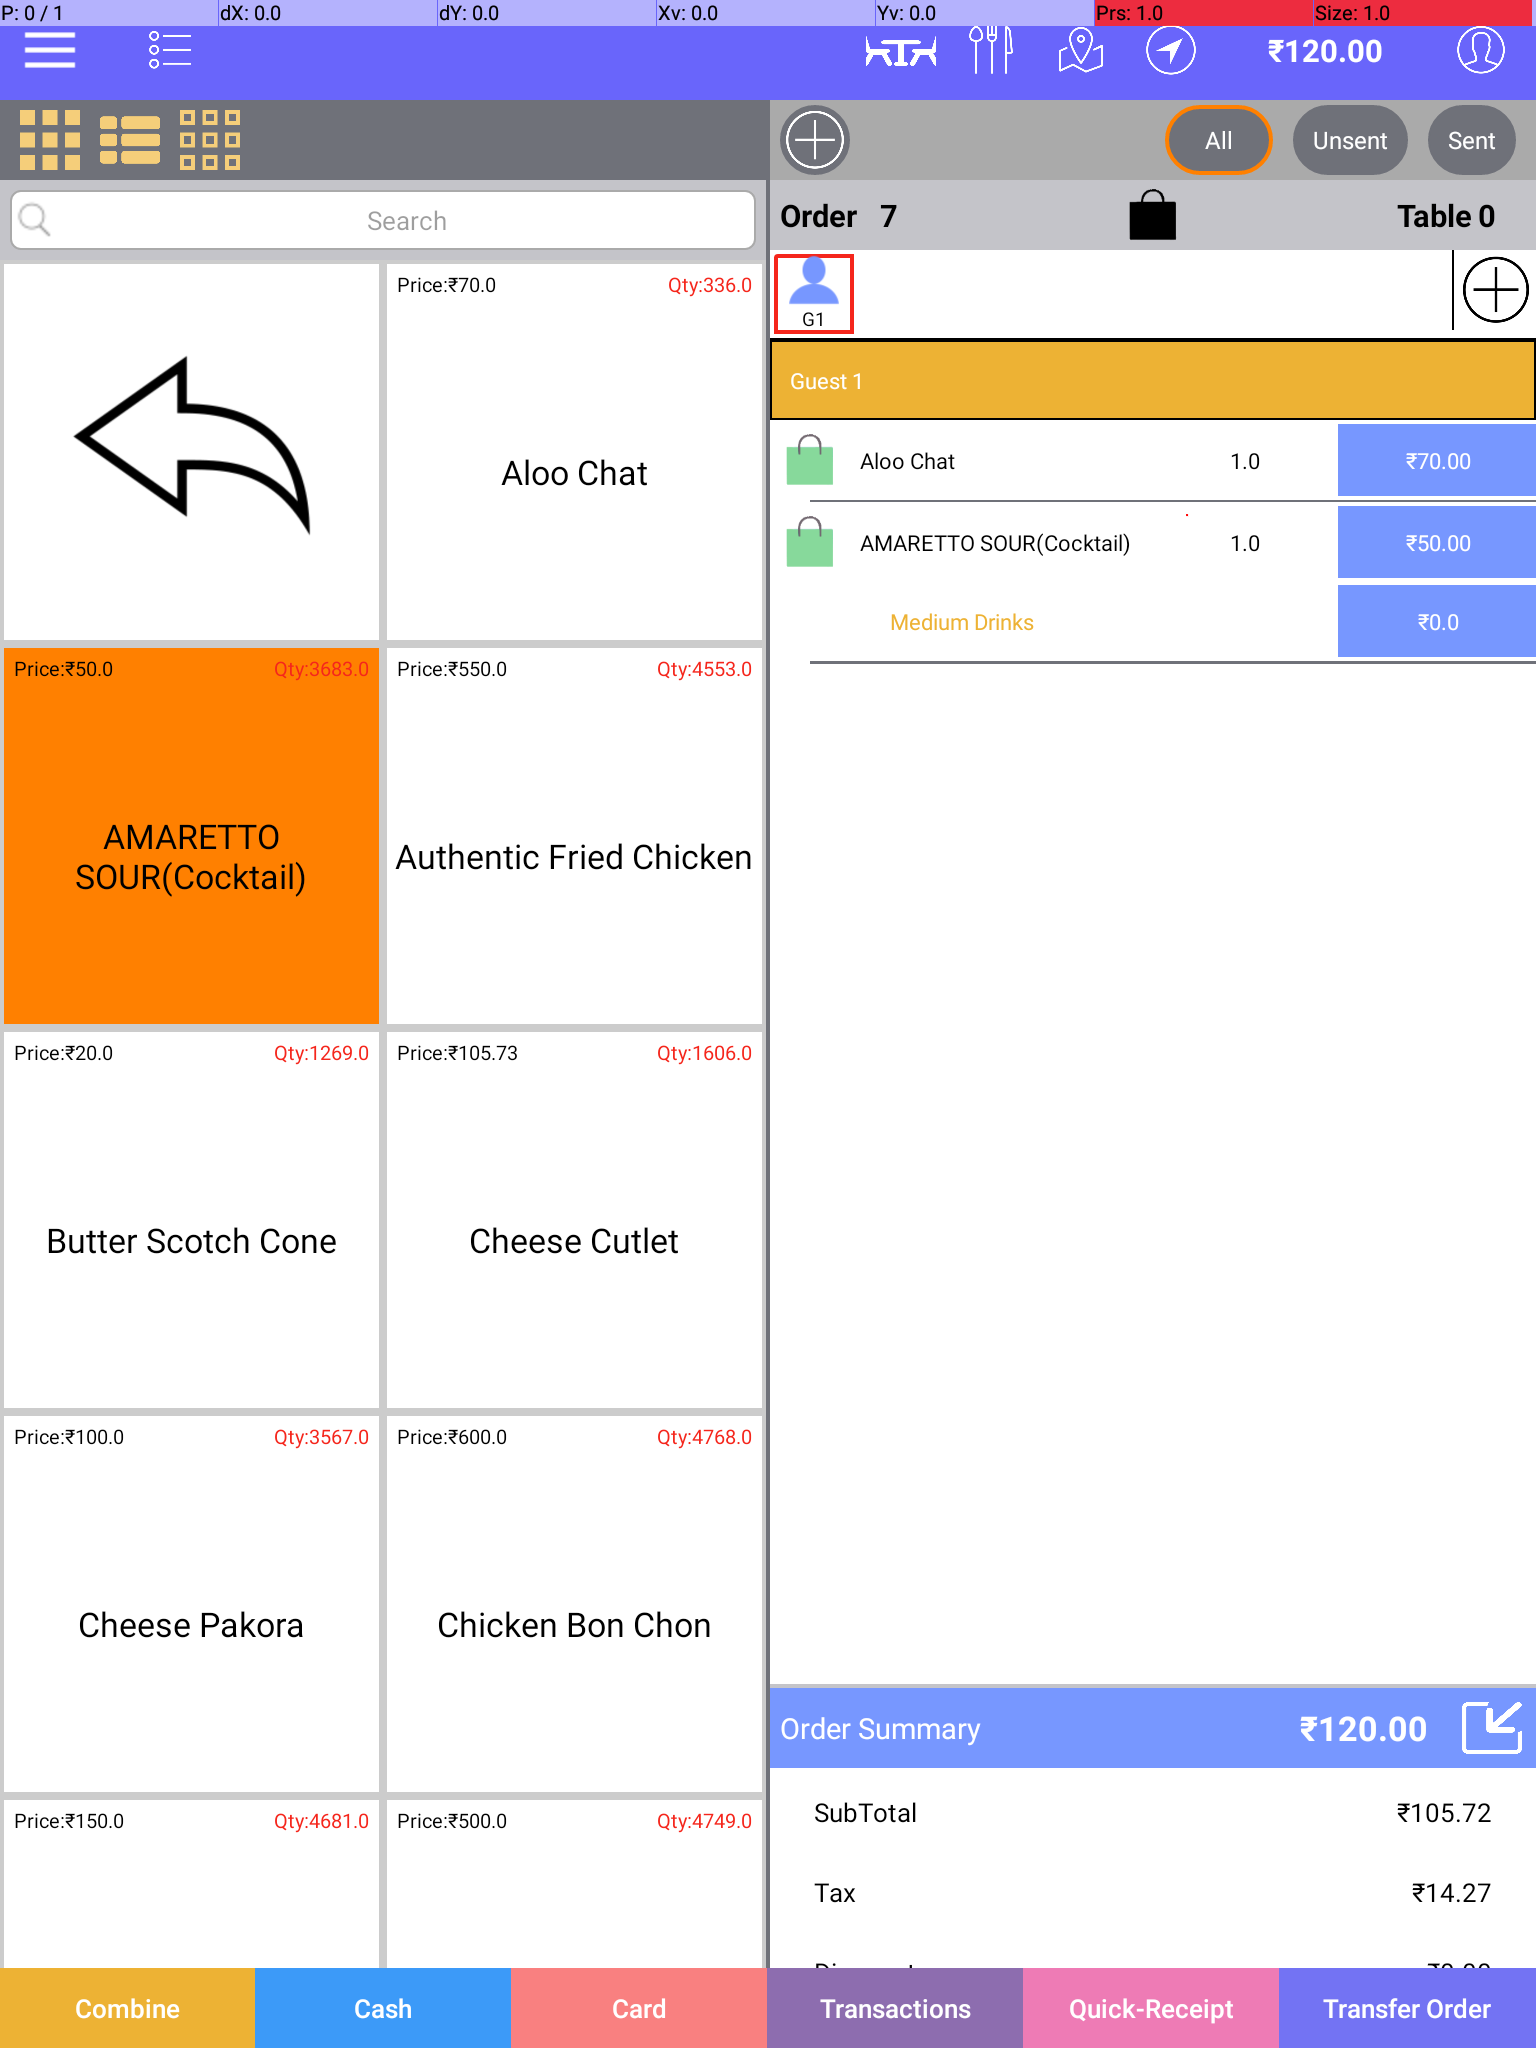 P: 0 / 1 dX: 0.0 dY: 0.0 Xv: 0.0 Yv: 0.0 Prs: 1.0 Size: 1.0
₹120.00
All Unsent Sent
Search
Order 7 Table 0
G1
Guest 1
Aloo Chat 1.0 ₹70.00
AMARETTO SOUR(Cocktail) 1.0 ₹50.00
Medium Drinks ₹0.0
Price:₹70.0 Qty:336.0
Aloo Chat
Price:₹50.0 Qty:3683.0
AMARETTO
SOUR(Cocktail)
Price:₹550.0 Qty:4553.0
Authentic Fried Chicken
Price:₹20.0 Qty:1269.0
Butter Scotch Cone
Price:₹105.73 Qty:1606.0
Cheese Cutlet
Price:₹100.0 Qty:3567.0
Cheese Pakora
Price:₹600.0 Qty:4768.0
Chicken Bon Chon
Price:₹150.0 Qty:4681.0
Price:₹500.0 Qty:4749.0
Order Summary ₹120.00
SubTotal ₹105.72
Tax ₹14.27
Combine Cash Card Transactions Quick-Receipt Transfer Order